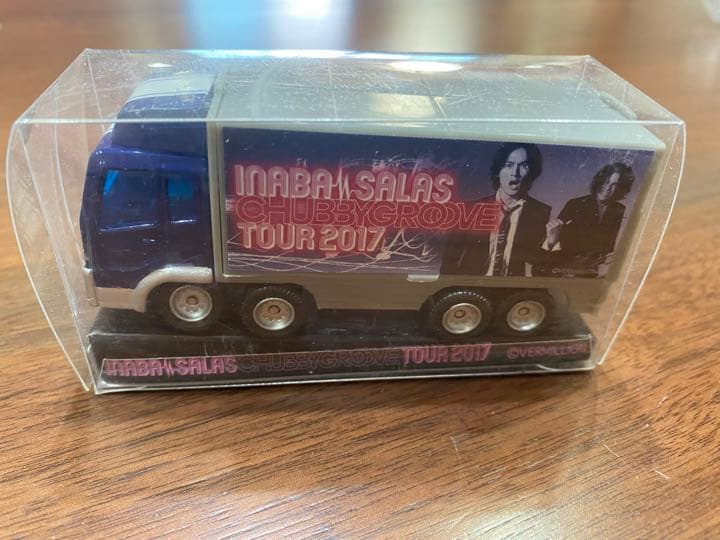 INABA SALAS
CHUBBYGROOVE
TOUR 2017
©VERMILLION
INABA SALAS CHUBBYGROOVE TOUR 2017 ©VERMILLION